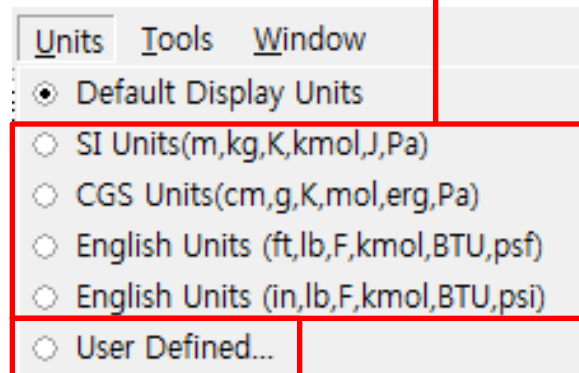 Units Tools Window
Default Display Units
SI Units(m,kg,K,kmol,J,Pa)
CGS Units(cm,g,K,mol,erg,Pa)
English Units (ft,lb,F,kmol,BTU,psf)
English Units (in,lb,F,kmol,BTU,psi)
User Defined...